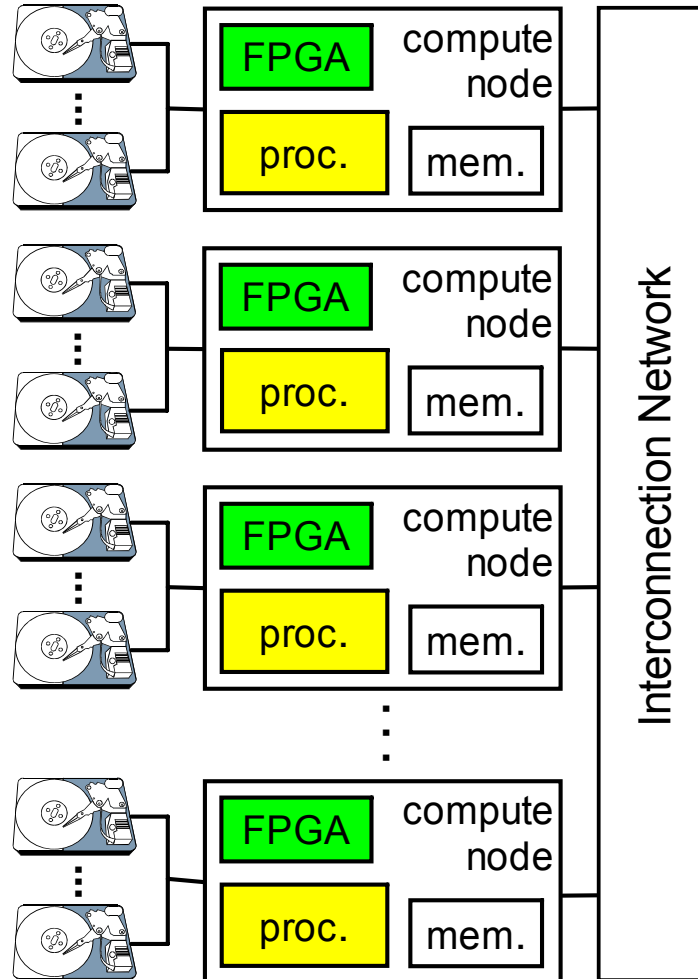 FPGA
compute
node
proc.
mem.
FPGA
compute
node
proc.
mem.
FPGA
compute
node
proc.
mem.
FPGA
compute
node
proc.
mem.
Interconnection Network